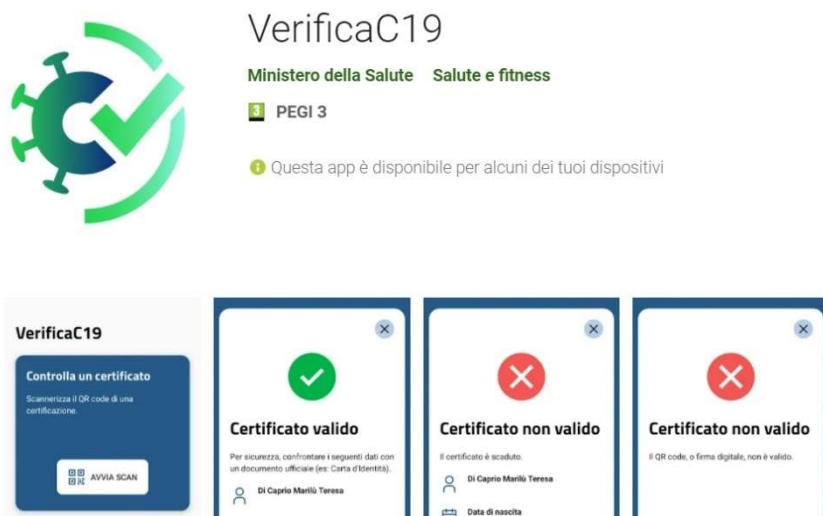 VerificaC19
Ministero della Salute Salute e fitness
3 PEGI 3
Questa app è disponibile per alcuni dei tuoi dispositivi
VerificaC19
Controlla un certificato
Scannerizza il QR code di una
certificazione.
AVVIA SCAN
Certificato valido
Per sicurezza, confrontare i seguenti dati con
un documento ufficiale (es: Carta d'Identità).
Di Caprio Marilù Teresa
Certificato non valido
Il certificato è scaduto.
Di Caprio Marilù Teresa
Data di nascita
Certificato non valido
Il QR code, o firma digitale, non è valido.